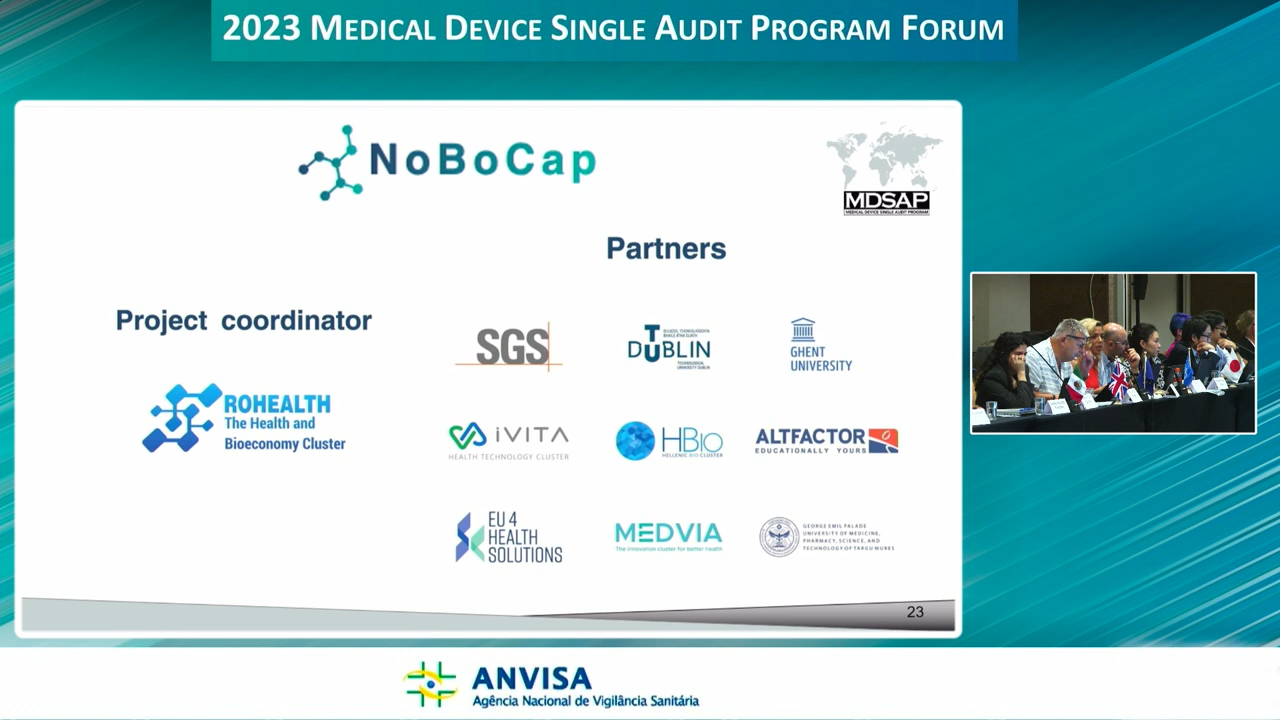 2023 MEDICAL DEVICE SINGLE AUDIT PROGRAM FORUM
NoBoCap
MDSAP
MEDICAL DEVICE SINGLE AUDIT PROGRAM
Partners
Project coordinator
SGS
TU
DUBLIN
TECHNOLOGICAL
UNIVERSITY DUBLIN
GHENT
UNIVERSITY
ROHEALTH
The Health and
Bioeconomy Cluster
iVITA
HEALTH TECHNOLOGY CLUSTER
HBIO
HELLENIC BIO CLUSTER
ALTFACTOR
EDUCATIONALLY YOURS
EU 4
HEALTH
SOLUTIONS
MEDVIA
The innovation cluster for better health
GEORGE EMIL PALADE
UNIVERSITY OF MEDICINE,
PHARMACY, SCIENCE, AND
TECHNOLOGY OF TARGU MURES
23
ANVISA
Agência Nacional de Vigilância Sanitária